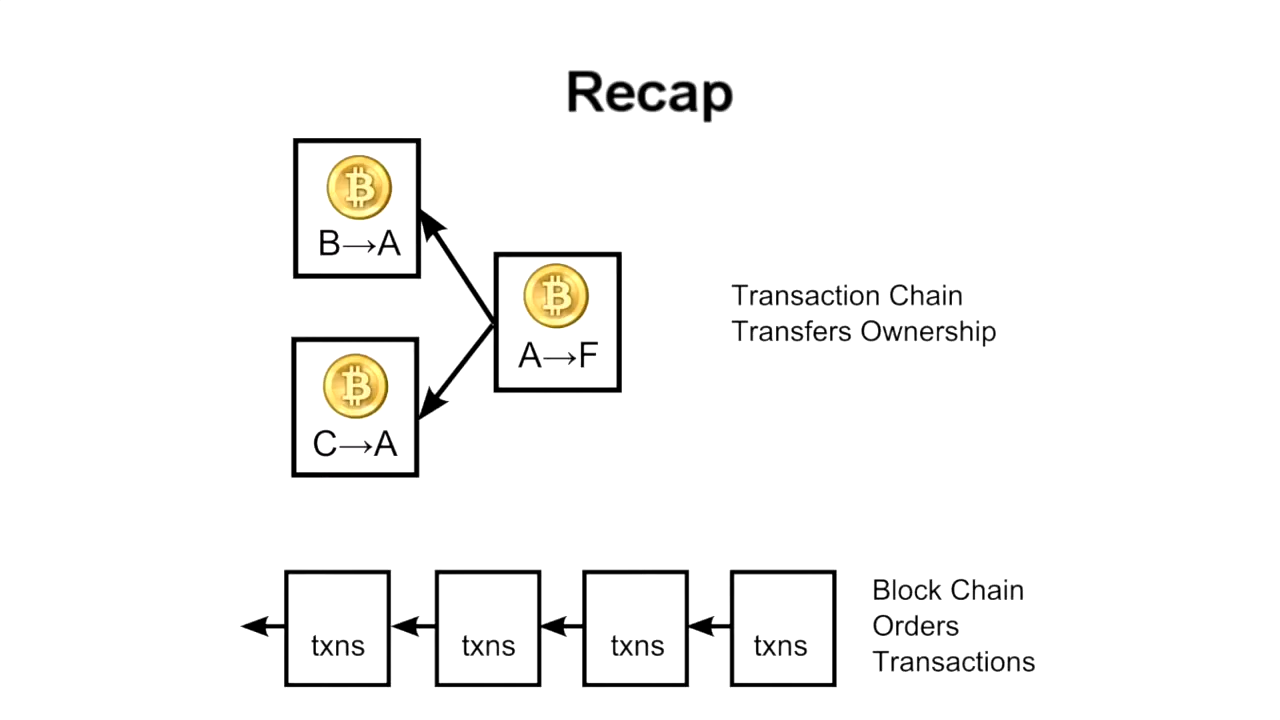 Recap
B→A
A→F
C→A
Transaction Chain
Transfers Ownership
txns
txns
txns
txns
Block Chain
Orders
Transactions